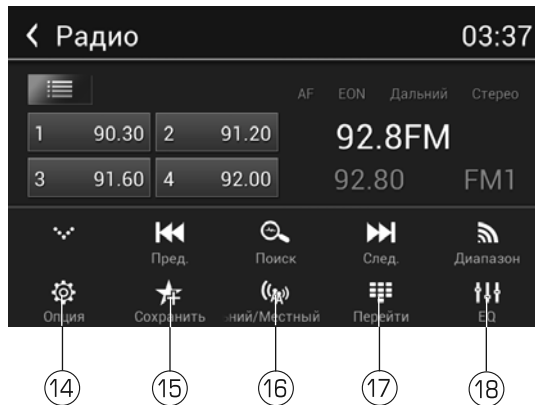 Радио 03:37
AF EON Дальний Стерео
1 90.30 2 91.20 92.8FM
3 91.60 4 92.00 92.80 FM1
Пред. Поиск След. Диапазон
Опция Сохранить ьний/Местный Перейти EQ
14 15 16 17 18